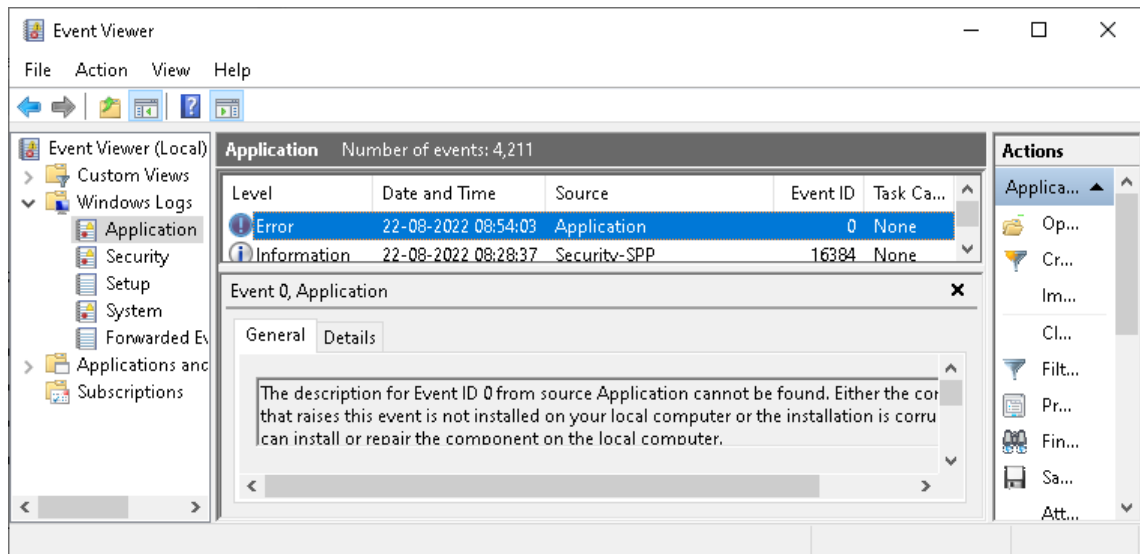 Event Viewer
File Action View Help
Event Viewer (Local)
Custom Views
Windows Logs
Application
Security
Setup
System
Forwarded Ev
Applications and
Subscriptions
Application Number of events: 4,211
Level Date and Time Source Event ID Task Ca...
Error 22-08-2022 08:54:03 Application 0 None
Information 22-08-2022 08:28:37 Security-SPP 16384 None
Event 0, Application
General Details
The description for Event ID 0 from source Application cannot be found. Either the cor
that raises this event is not installed on your local computer or the installation is corru
can install or repair the component on the local computer.
Actions
Applica...
Op...
Cr...
Im...
Cl...
Filt...
Pr...
Fin...
Sa...
Att...